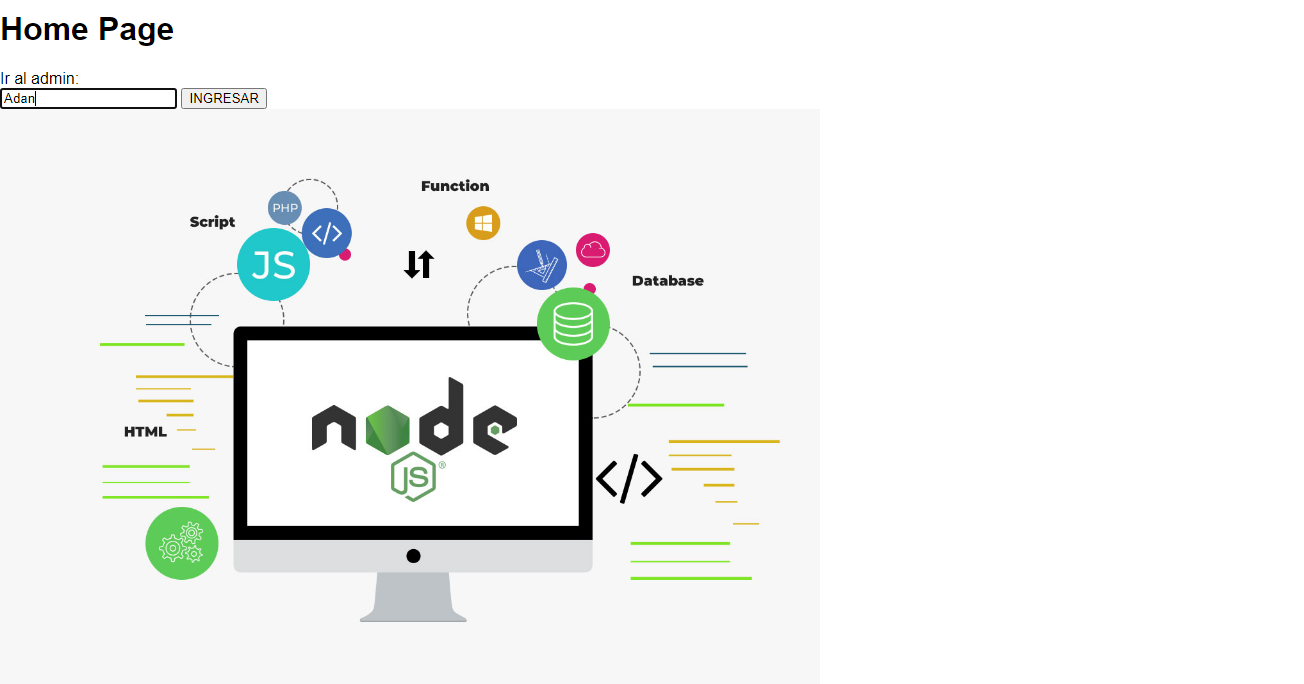 Home Page
Ir al admin:
Adan
INGRESAR
Function
PHP
Script
</>
JS
Database
node
JS®
HTML
</>